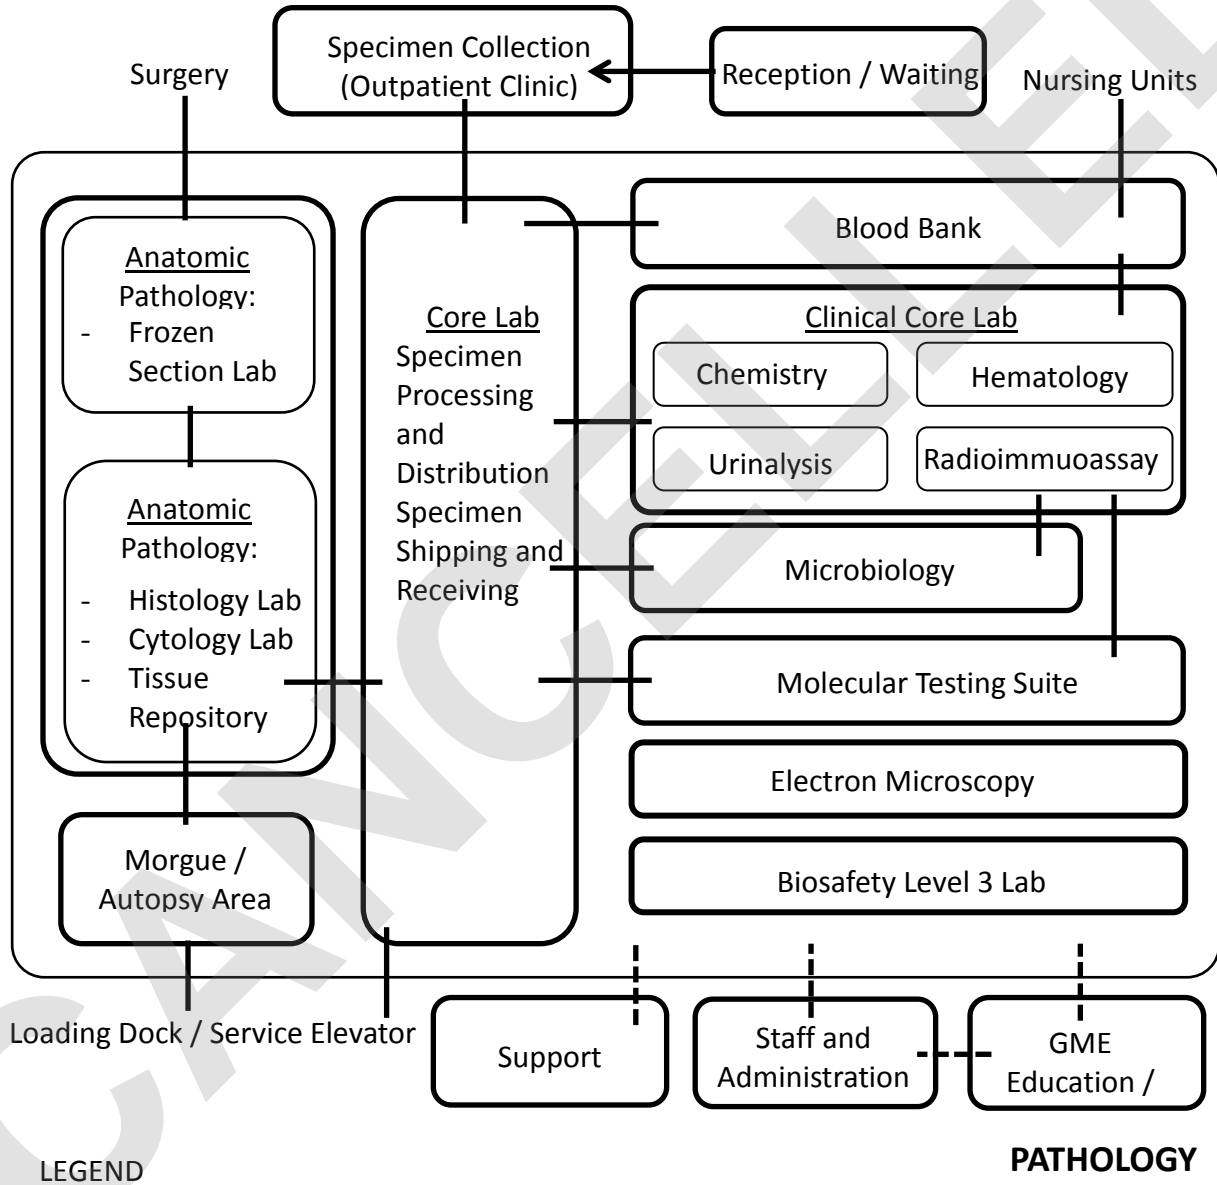 Surgery
Specimen Collection
(Outpatient Clinic)
Reception / Waiting
Nursing Units
Anatomic
Pathology:
- Frozen
Section Lab
Anatomic
Pathology:
- Histology Lab
- Cytology Lab
- Tissue
Repository
Morgue /
Autopsy Area
Core Lab
Specimen
Processing
and
Distribution
Specimen
Shipping and
Receiving
Blood Bank
Clinical Core Lab
Chemistry
Hematology
Urinalysis
Radioimmuoassay
Microbiology
Molecular Testing Suite
Electron Microscopy
Biosafety Level 3 Lab
Loading Dock / Service Elevator
Support
Staff and
Administration
GME
Education /
LEGEND
PATHOLOGY
CANCELLED